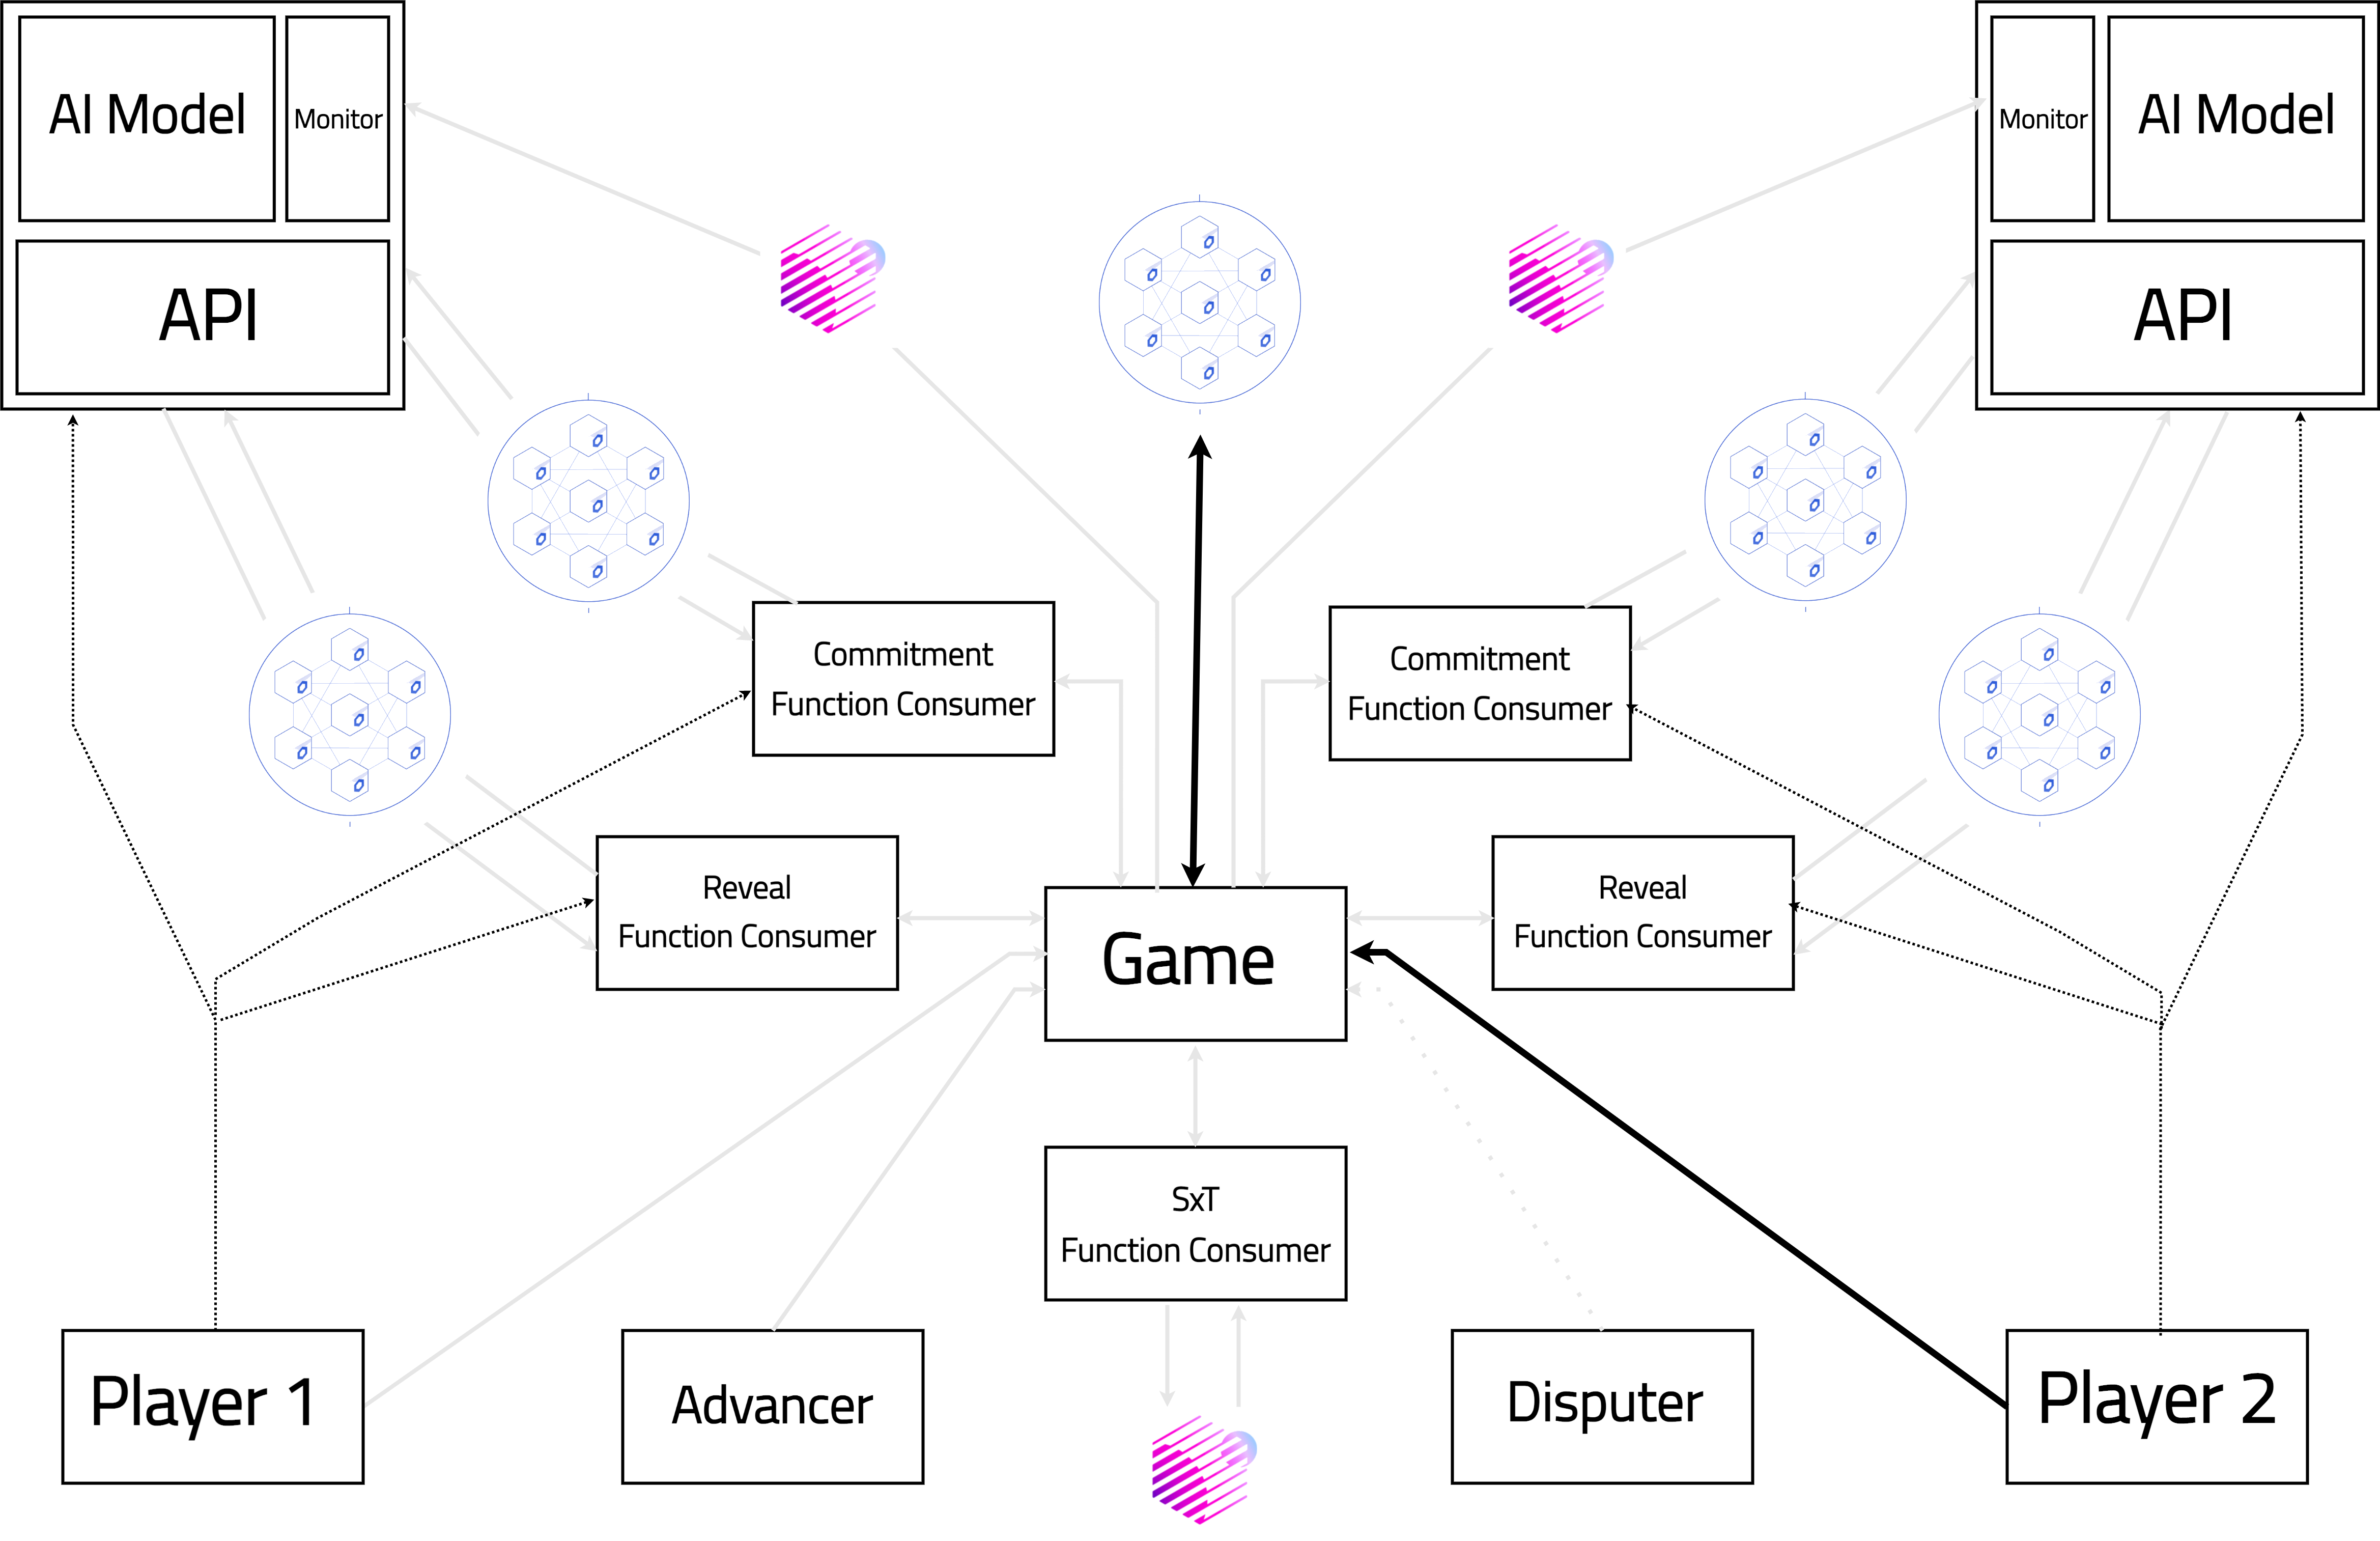 AI Model
Monitor
API
Monitor
AI Model
API
Commitment
Function Consumer
Commitment
Function Consumer
Reveal
Function Consumer
Game
Reveal
Function Consumer
SxT
Function Consumer
Player 1
Advancer
Disputer
Player 2